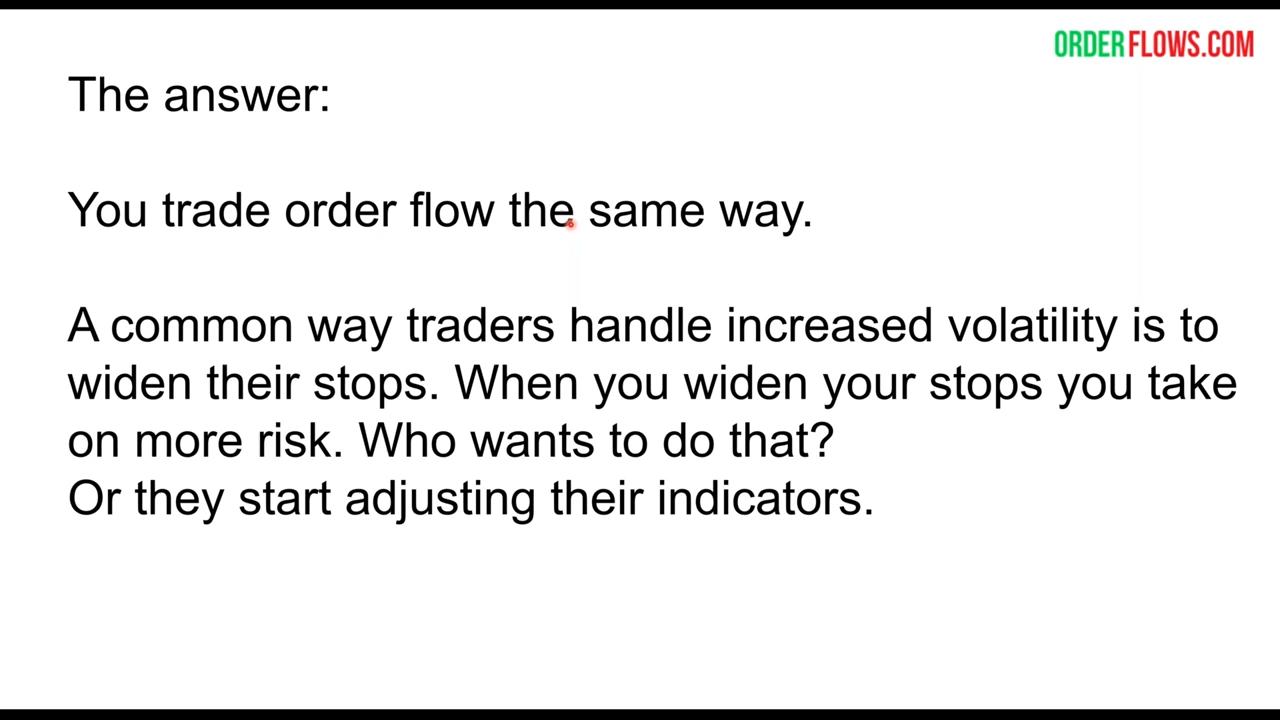 ORDERFLOWS.COM
The answer:
You trade order flow the same way.
A common way traders handle increased volatility is to
widen their stops. When you widen your stops you take
on more risk. Who wants to do that?
Or they start adjusting their indicators.